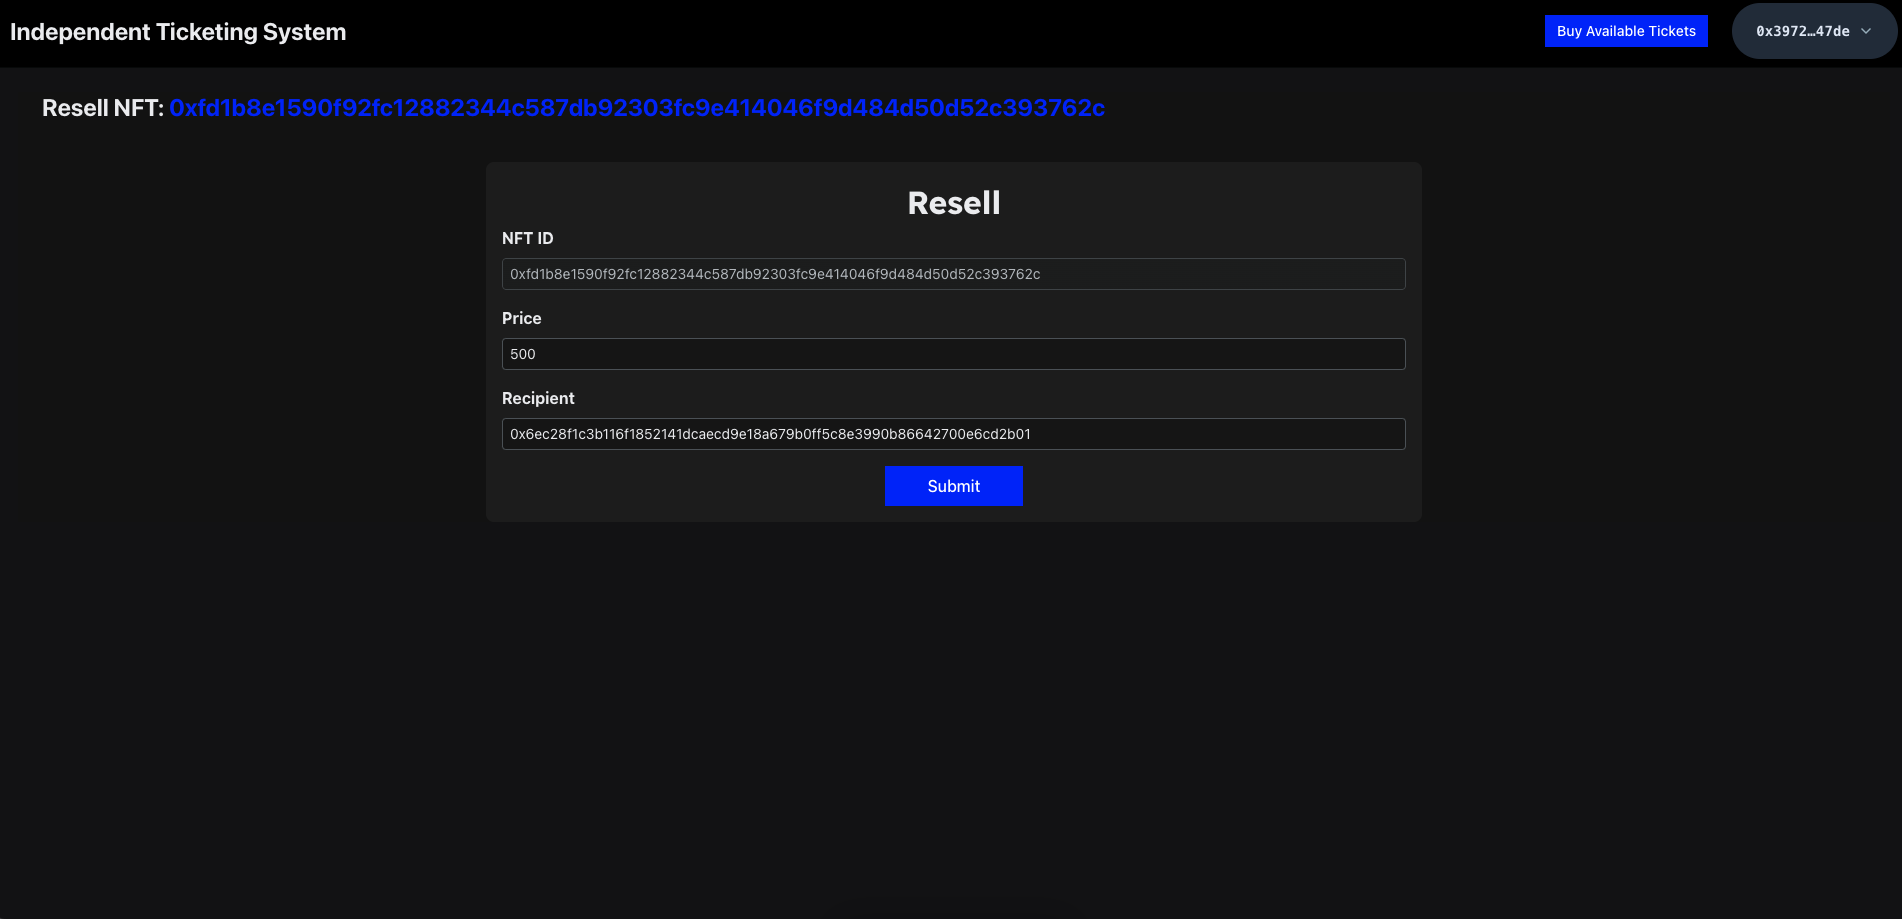 Independent Ticketing System
Buy Available Tickets
0x3972…47de
Resell NFT: 0xfd1b8e1590f92fc12882344c587db92303fc9e414046f9d484d50d52c393762c
Resell
NFT ID
0xfd1b8e1590f92fc12882344c587db92303fc9e414046f9d484d50d52c393762c
Price
500
Recipient
0x6ec28f1c3b116f1852141dcaecd9e18a679b0ff5c8e3990b86642700e6cd2b01
Submit